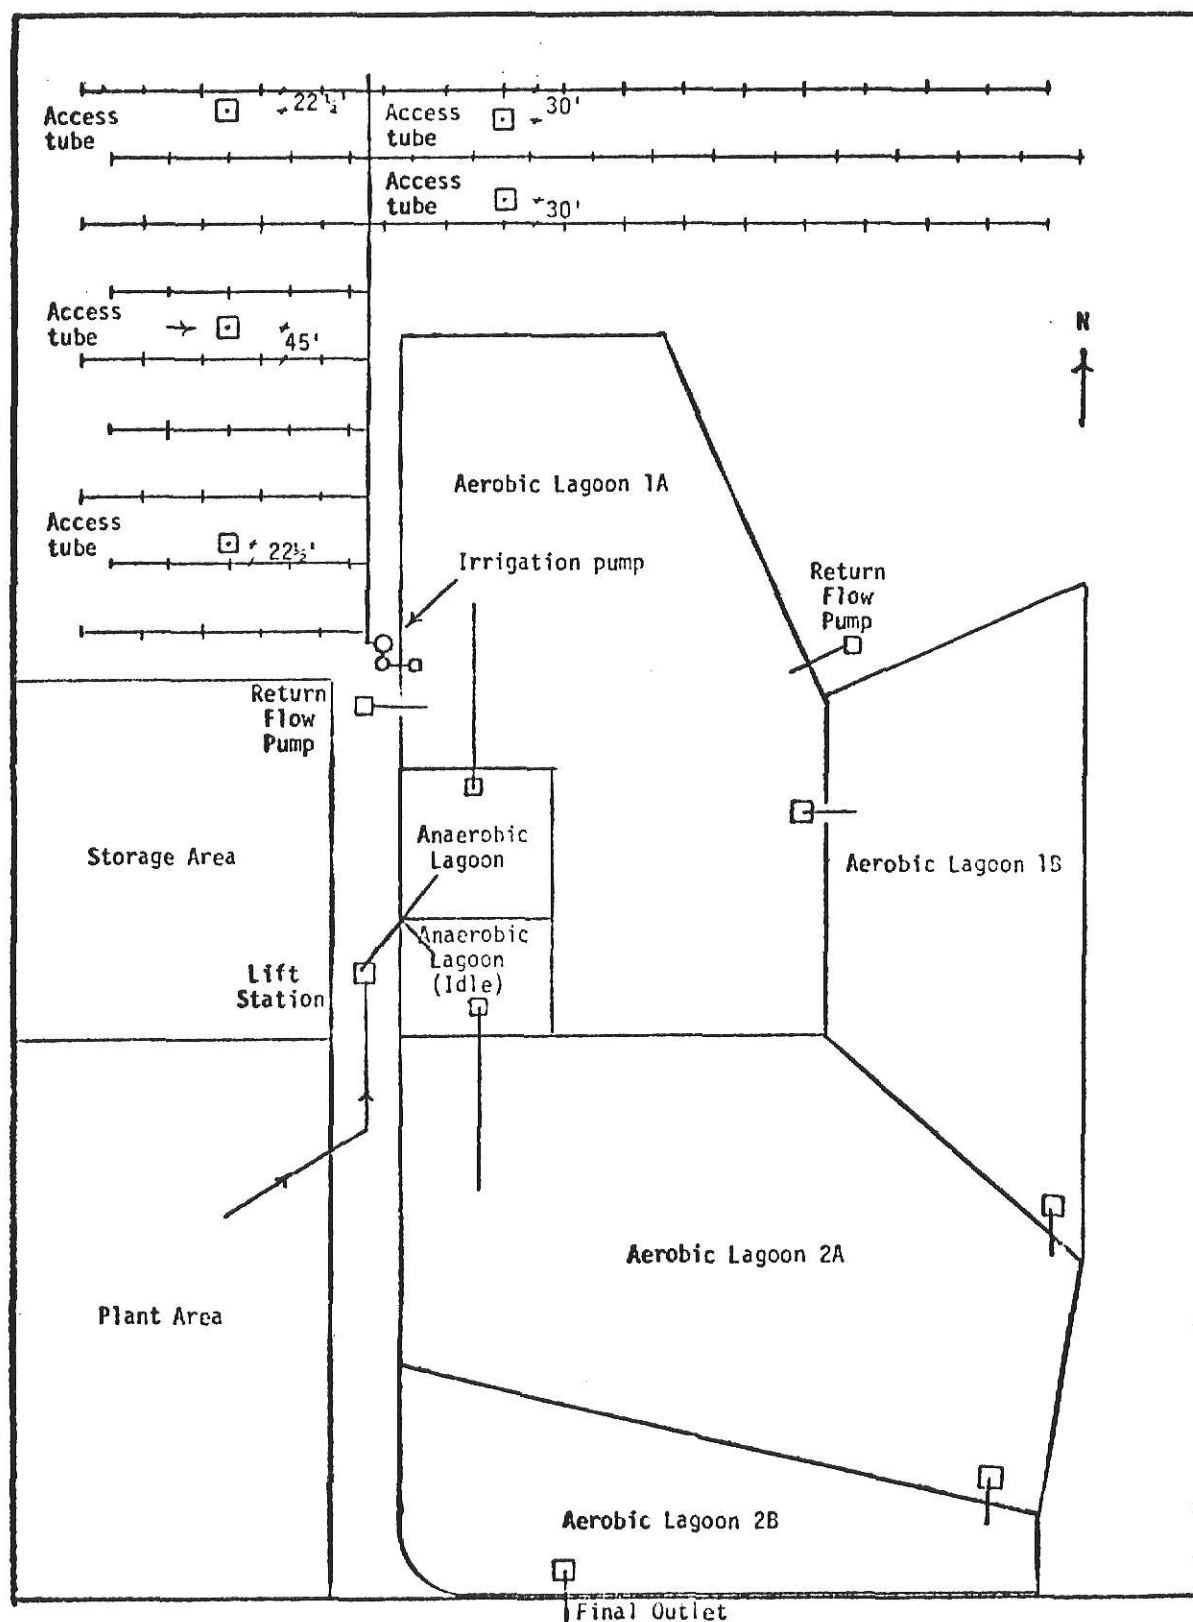 Access
tube
22½'
Access
tube
30'
Access
tube
30'
Access
tube
45'
N
Aerobic Lagoon 1A
Access
tube
22½'
Irrigation pump
Return
Flow
Pump
Return
Flow
Pump
Storage Area
Anaerobic
Lagoon
Aerobic Lagoon 1B
Anaerobic
Lagoon
(Idle)
Lift
Station
Aerobic Lagoon 2A
Plant Area
Aerobic Lagoon 2B
Final Outlet